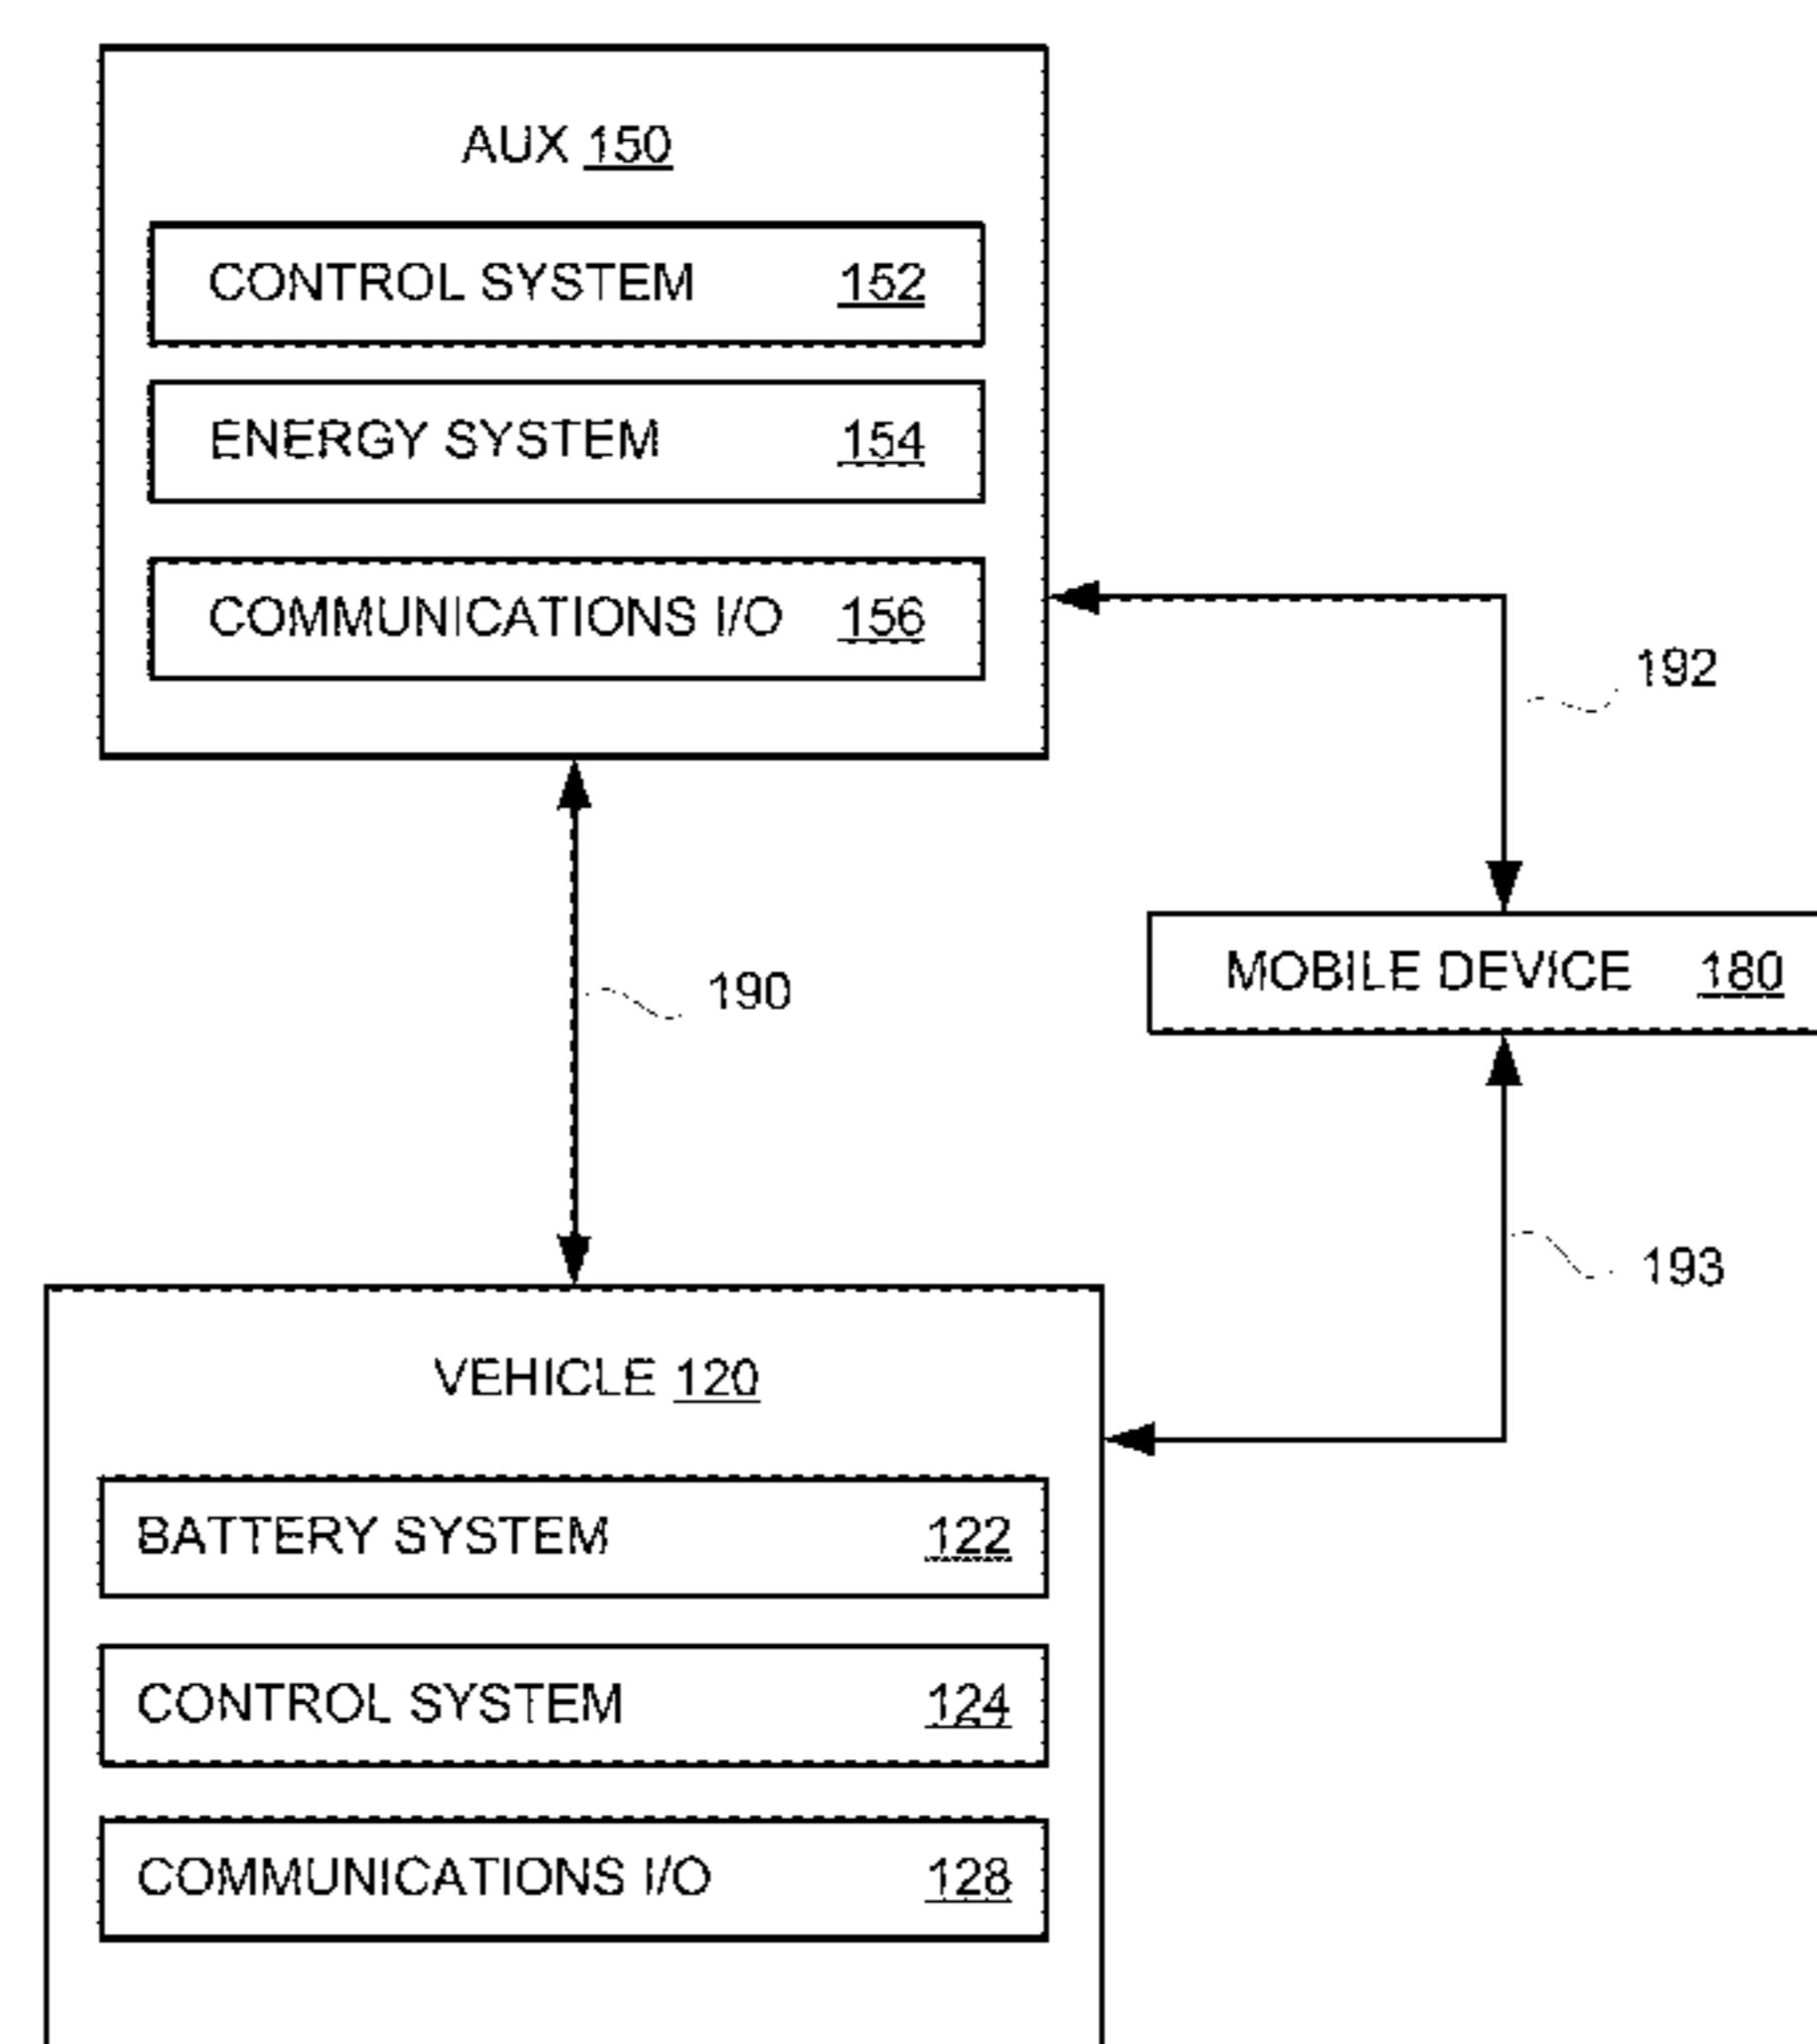 AUX 150
CONTROL SYSTEM 152
ENERGY SYSTEM 154
COMMUNICATIONS I/O 156
192
MOBILE DEVICE 180
190
193
VEHICLE 120
BATTERY SYSTEM 122
CONTROL SYSTEM 124
COMMUNICATIONS I/O 128